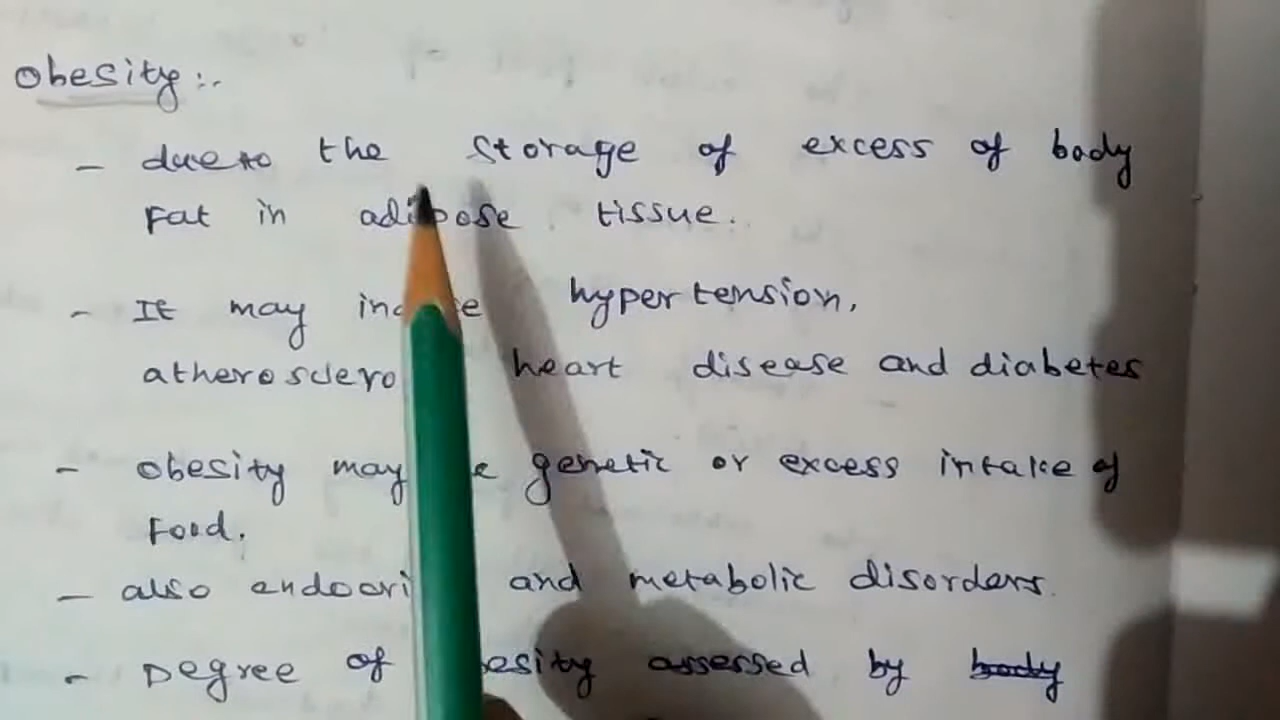 Obesity:.
- due to the storage of excess of body
Fat in adipose tissue.
- It may hypertension,
heart disease and diabetes
- obesity may genetic or excess intake of
Food.
- also and metabolic disorders.
- Degree of assessed by